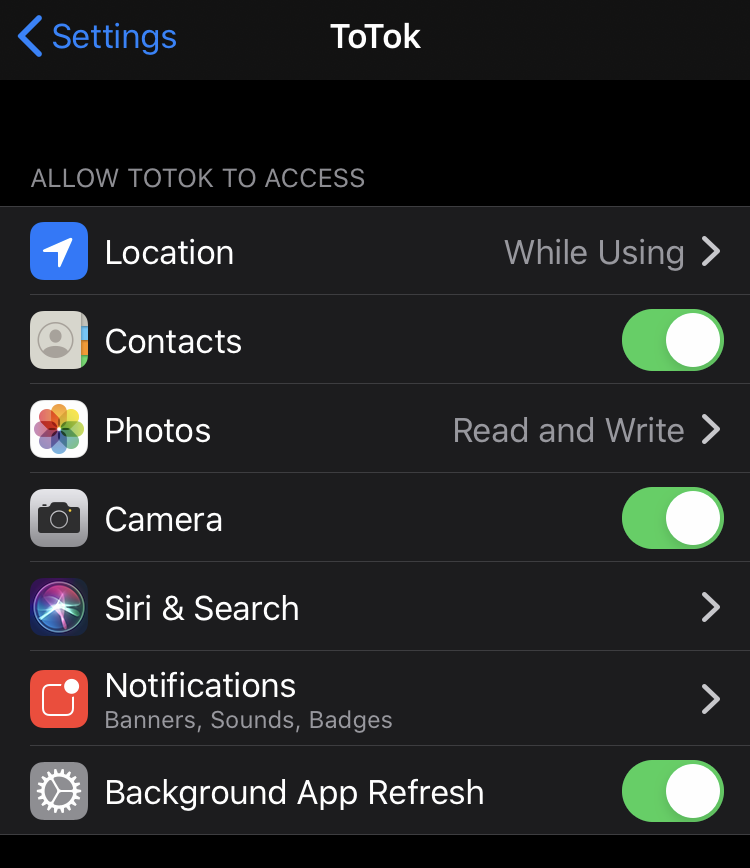 Settings
ToTok
ALLOW TOTOK TO ACCESS
Location While Using
Contacts
Photos Read and Write
Camera
Siri & Search
Notifications
Banners, Sounds, Badges
Background App Refresh